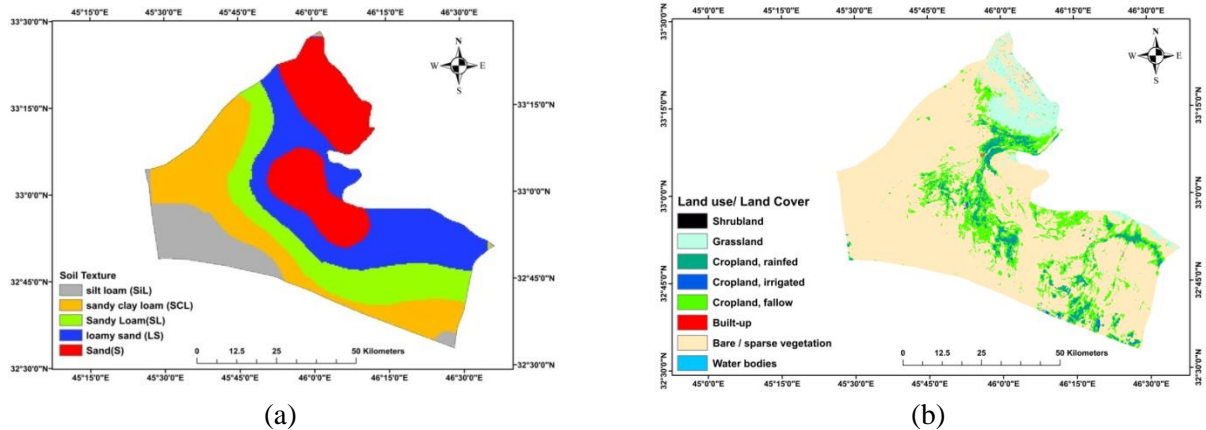 45°15'0"E 45°30'0"E 45°45'0"E 46°0'0"E 46°15'0"E 46°30'0"E
33°30'0"N
33°15'0"N
33°0'0"N
32°45'0"N
32°30'0"N
N
W E
S
33°15'0"N
33°0'0"N
32°45'0"N
32°30'0"N
Soil Texture
silt loam (SiL)
sandy clay loam (SCL)
Sandy Loam(SL)
loamy sand (LS)
Sand(S)
0 12.5 25 50 Kilometers
45°15'0"E 45°30'0"E 45°45'0"E 46°0'0"E 46°15'0"E 46°30'0"E
(a)
45°0'0"E 45°15'0"E 45°30'0"E 45°45'0"E 46°0'0"E 46°15'0"E 46°30'0"E
33°30'0"N
33°15'0"N
33°0'0"N
32°45'0"N
32°30'0"N
N
W E
S
33°15'0"N
33°0'0"N
32°45'0"N
32°30'0"N
Land use/ Land Cover
Shrubland
Grassland
Cropland, rainfed
Cropland, irrigated
Cropland, fallow
Built-up
Bare / sparse vegetation
Water bodies
0 12.5 25 50 Kilometers
45°0'0"E 45°15'0"E 45°30'0"E 45°45'0"E 46°0'0"E 46°15'0"E 46°30'0"E
(b)